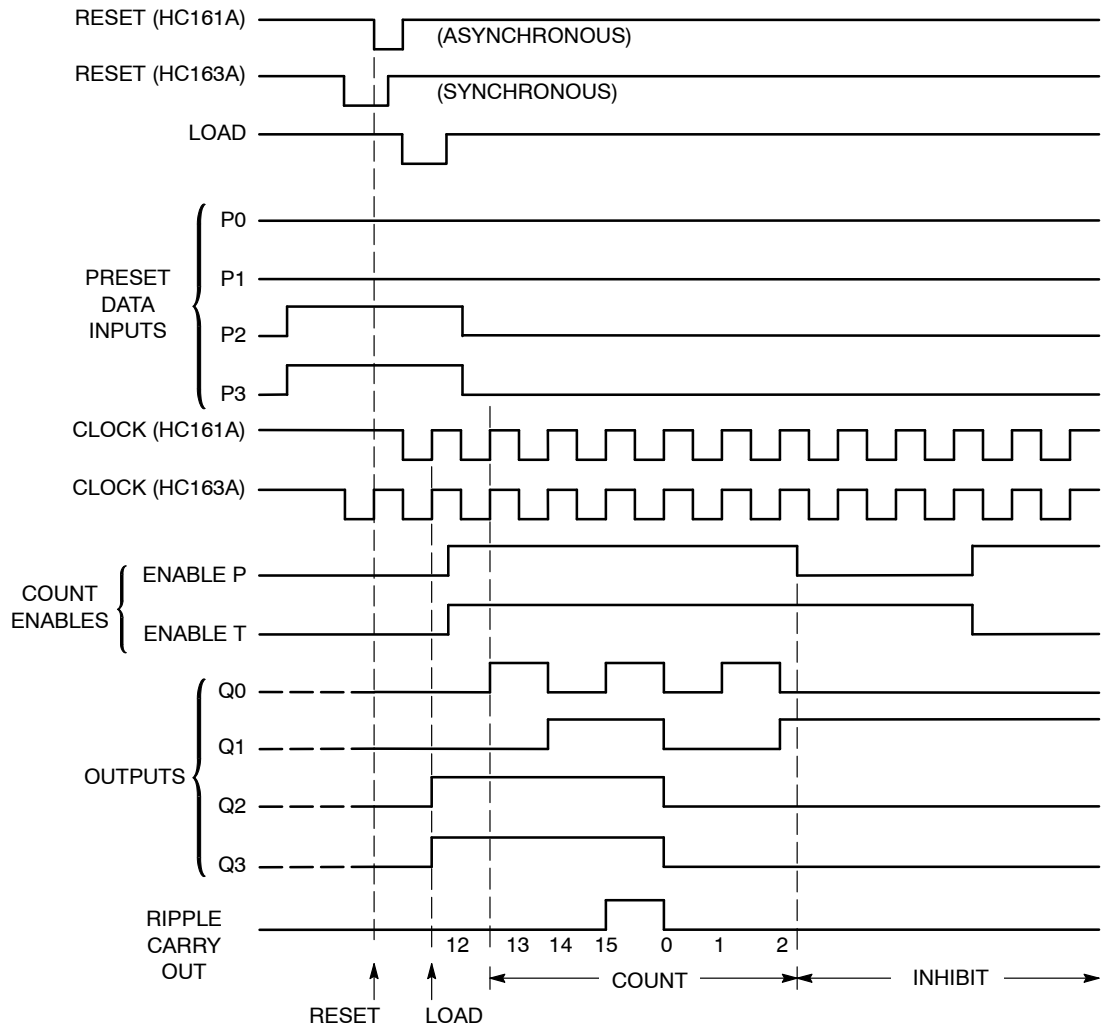 RESET (HC161A)
(ASYNCHRONOUS)
RESET (HC163A)
(SYNCHRONOUS)
LOAD
PRESET
DATA
INPUTS
P0
P1
P2
P3
CLOCK (HC161A)
CLOCK (HC163A)
COUNT
ENABLES
ENABLE P
ENABLE T
OUTPUTS
Q0
Q1
Q2
Q3
RIPPLE
CARRY
OUT
12 13 14 15 0 1 2
COUNT
INHIBIT
RESET
LOAD